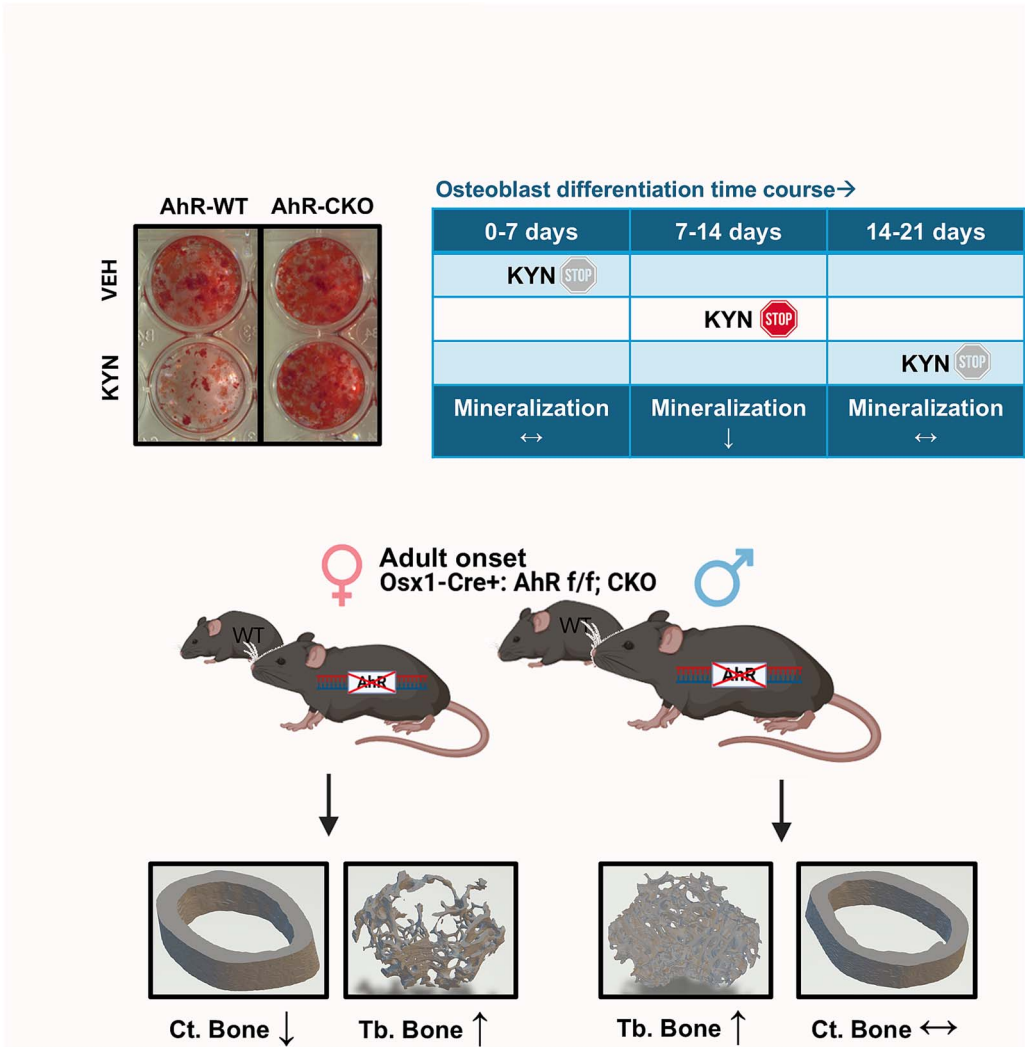 Osteoblast differentiation time course→
AhR-WT AhR-CKO
0-7 days 7-14 days 14-21 days
VEH
KYN STOP
KYN STOP
KYN
KYN STOP
Mineralization Mineralization Mineralization
↔ ↓ ↔
♀ Adult onset ♂
Osx1-Cre+: AhR f/f; CKO
WT WT
AhR AhR
Ct. Bone ↓ Tb. Bone ↑ Tb. Bone ↑ Ct. Bone ↔